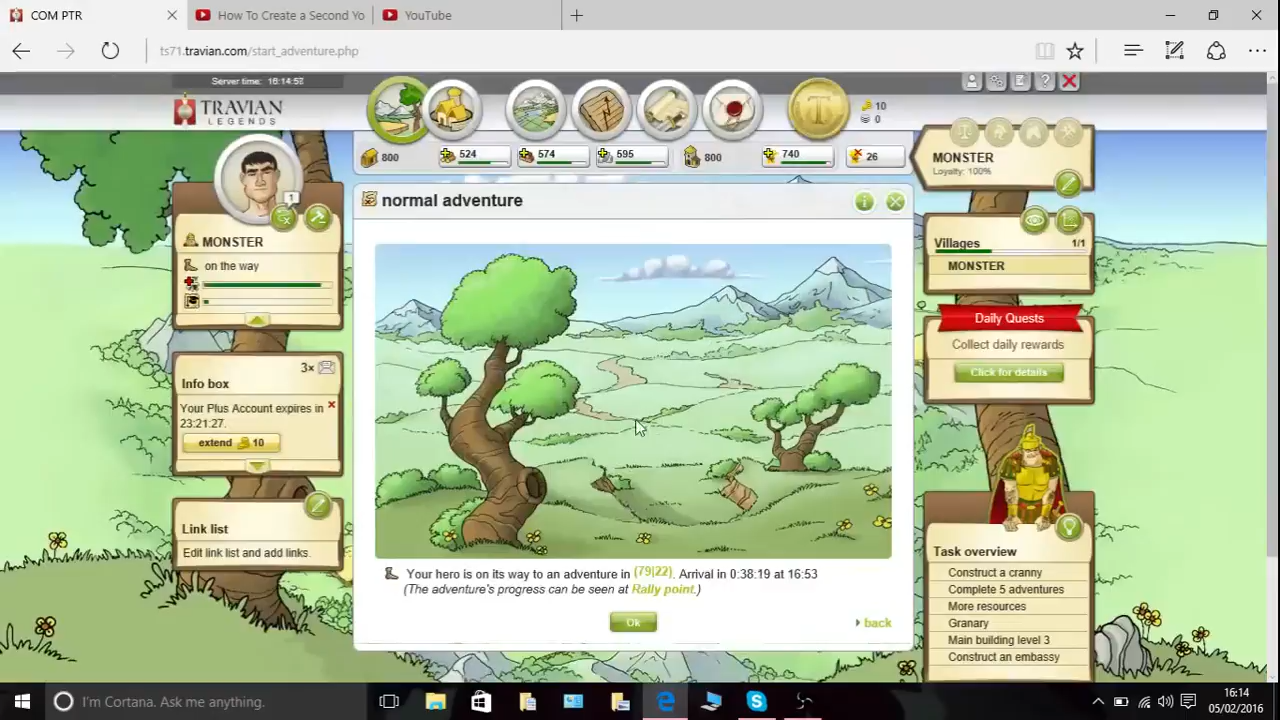 COM PTR
How To Create a Second Yo
YouTube
ts71.travian.com/start_adventure.php
Server time: 16:14:57
TRAVIAN
LEGENDS
T
10
0
800
524
574
595
800
740
26
MONSTER
Loyalty: 100%
normal adventure
i
1
MONSTER
on the way
Villages 1/1
MONSTER
Daily Quests
Collect daily rewards
Click for details
3×
Info box
Your Plus Account expires in
23:21:27.
extend 10
Link list
Edit link list and add links.
Your hero is on its way to an adventure in (79|22). Arrival in 0:38:19 at 16:53
(The adventure's progress can be seen at Rally point.)
Ok
back
Task overview
Construct a cranny
Complete 5 adventures
More resources
Granary
Main building level 3
Construct an embassy
I'm Cortana. Ask me anything.
16:14
05/02/2016